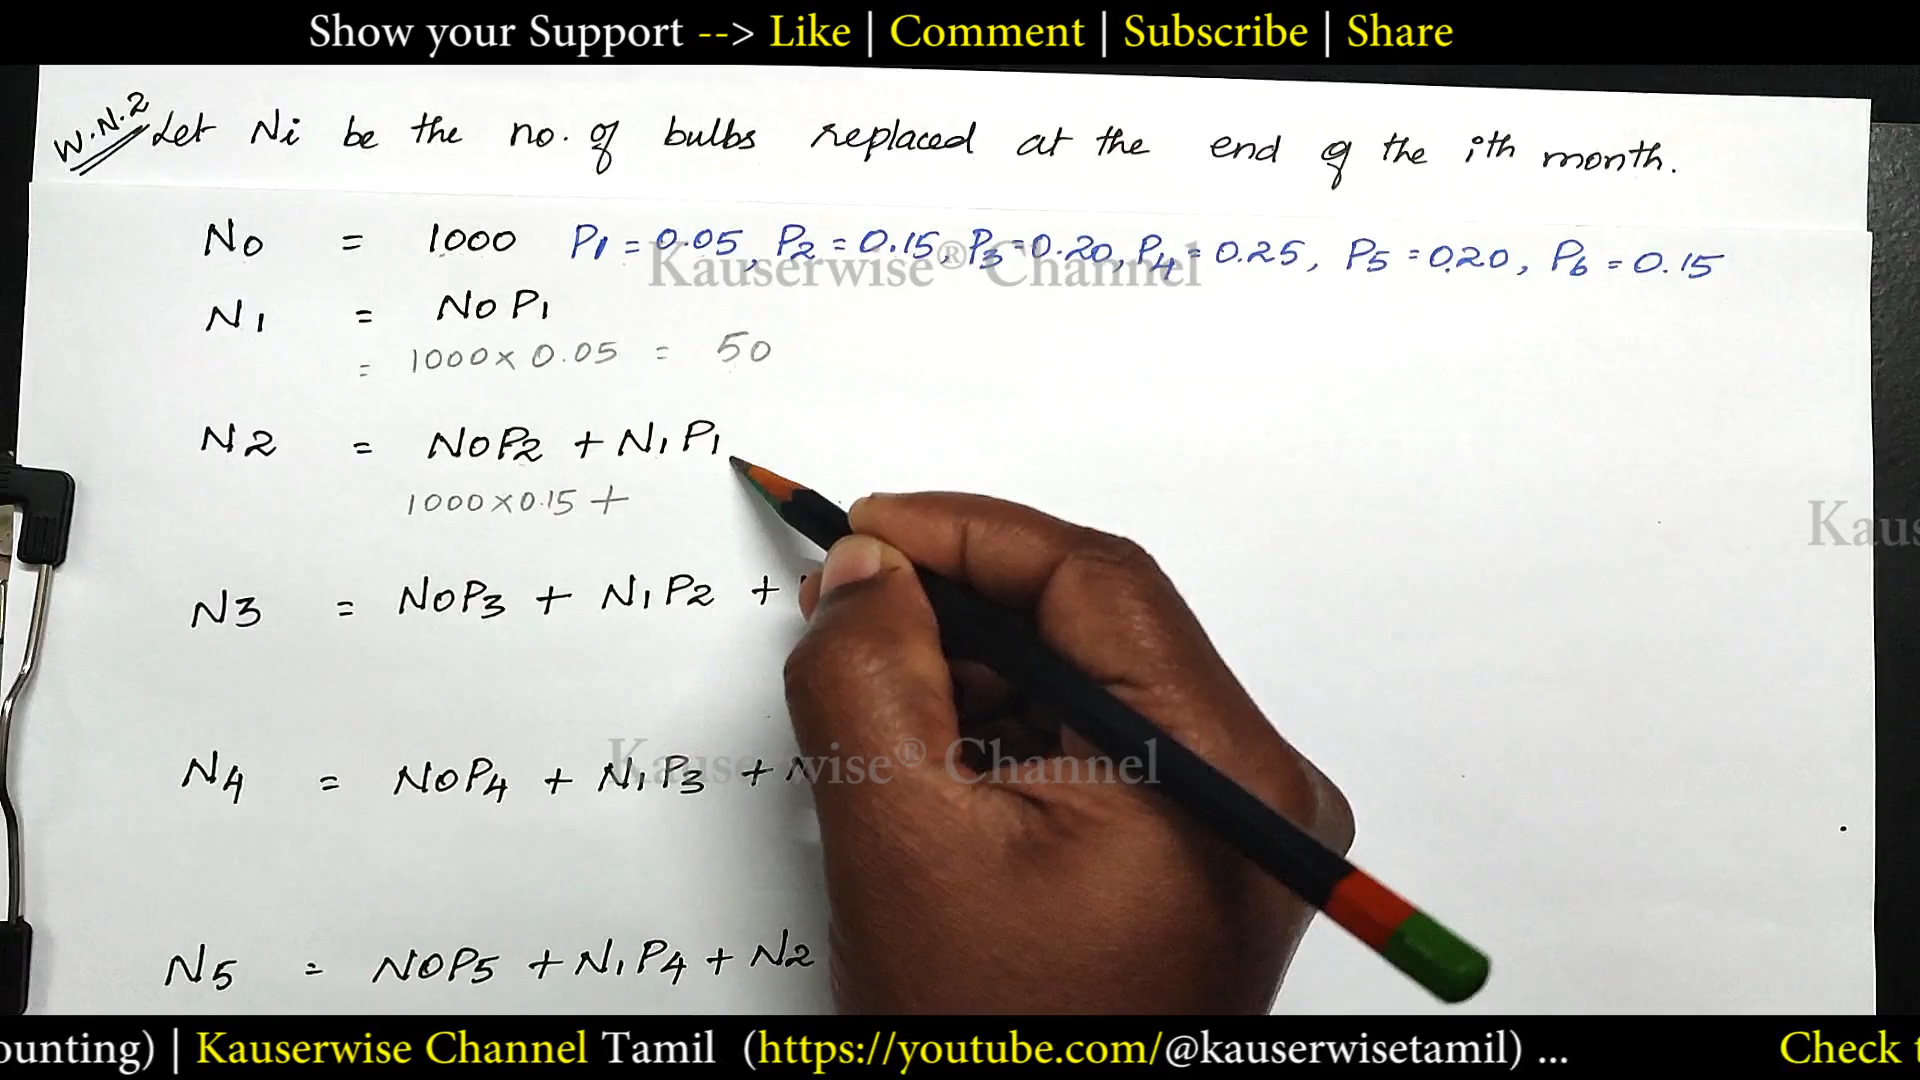 Show your Support --> Like | Comment | Subscribe | Share
W.N.2 Let Ni be the no. of bulbs replaced at the end of the ith month.
N0 = 1000 P1 = 0.05, P2 = 0.15, P3 = 0.20, P4 = 0.25, P5 = 0.20, P6 = 0.15
Kauserwise® Channel
N1 = N0P1
= 1000 × 0.05 = 50
N2 = N0P2 + N1P1
1000 × 0.15 +
Kaus
N3 = N0P3 + N1P2 +
N4 = N0P4 + N1P3 + N
Kauserwise® Channel
N5 = N0P5 + N1P4 + N2
ounting) | Kauserwise Channel Tamil (https://youtube.com/@kauserwisetamil) ... Check t